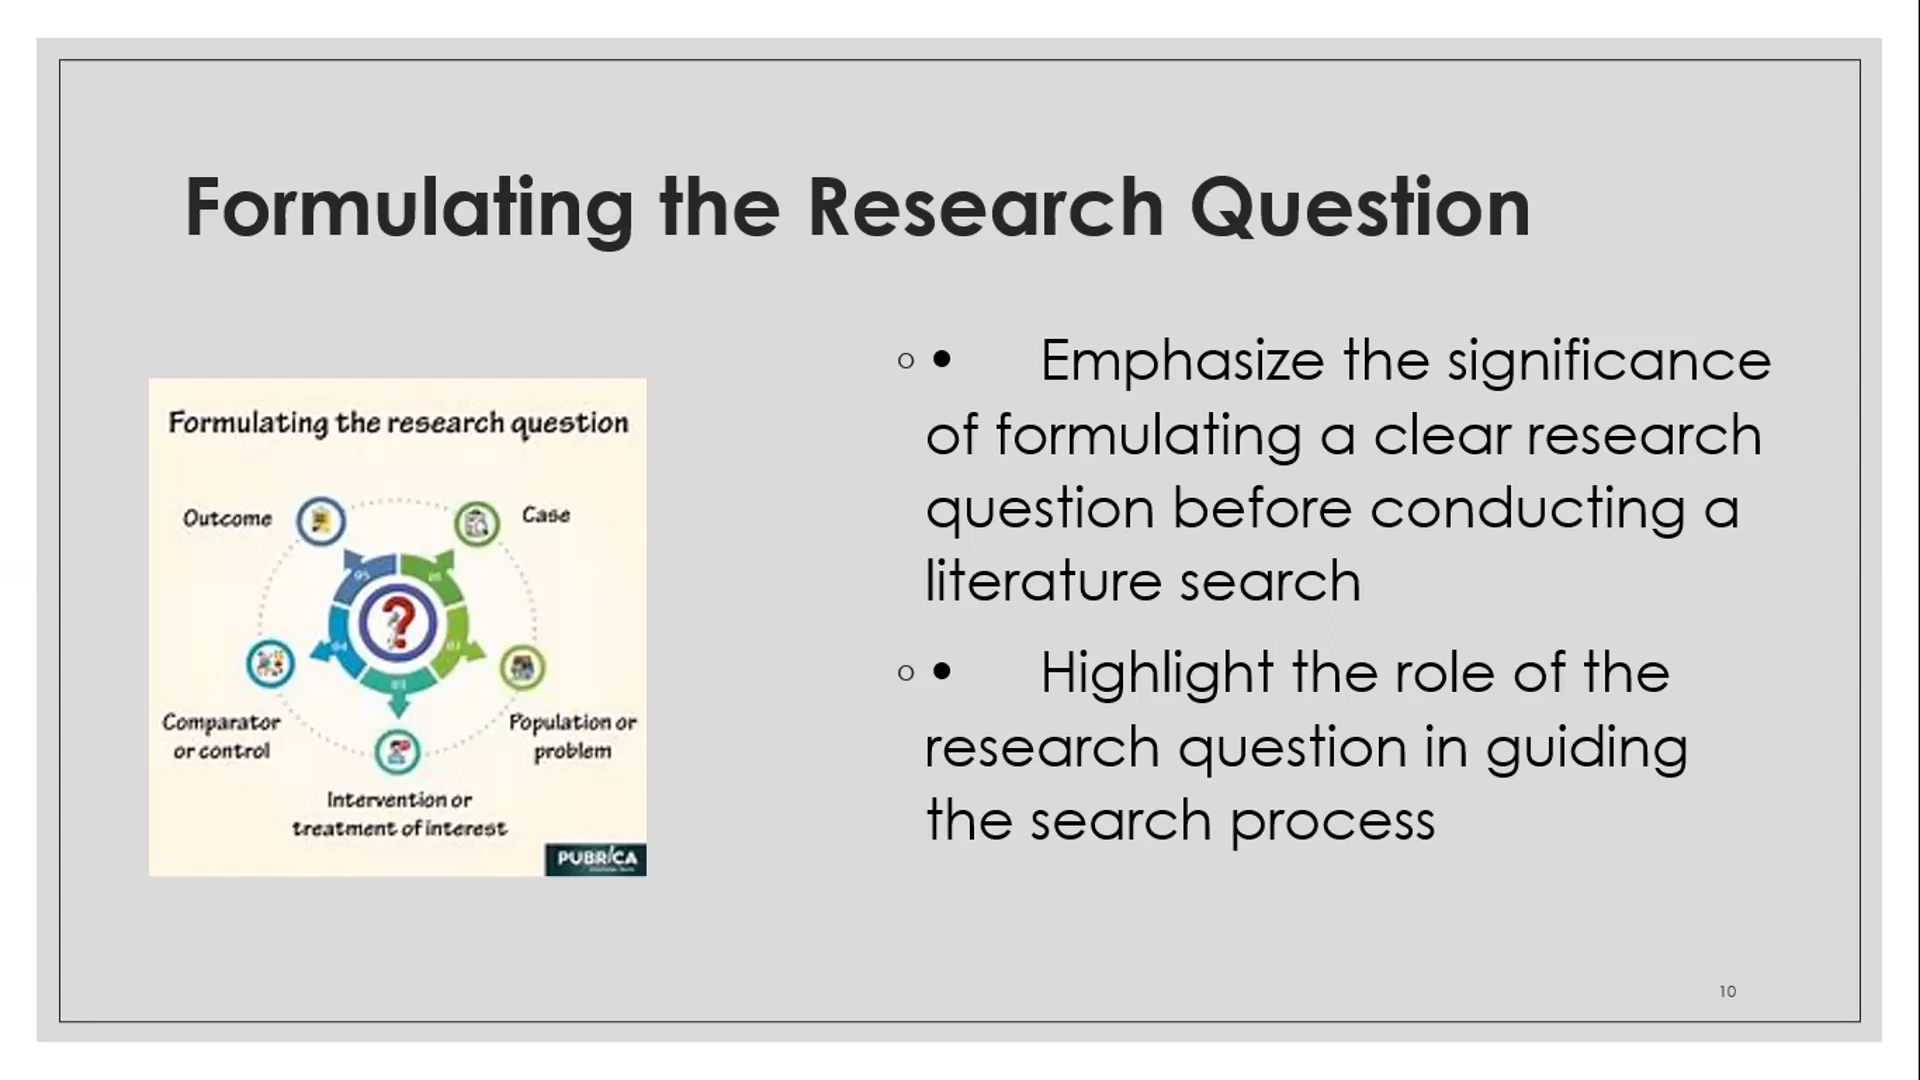 Formulating the Research Question
Formulating the research question
Outcome
Case
Comparator
or control
Population or
problem
Intervention or
treatment of interest
PUBRICA
• Emphasize the significance
of formulating a clear research
question before conducting a
literature search
• Highlight the role of the
research question in guiding
the search process
10